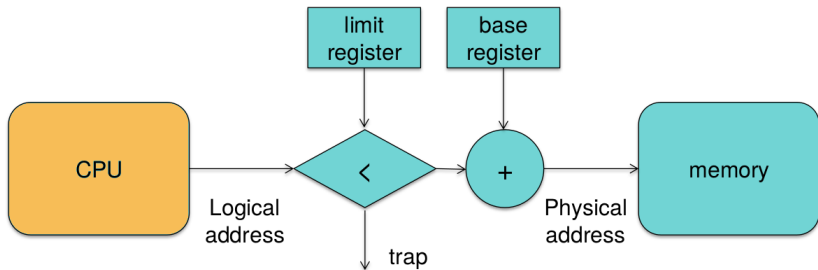 limit
register
base
register
CPU
<
+
memory
Logical
address
Physical
address
trap